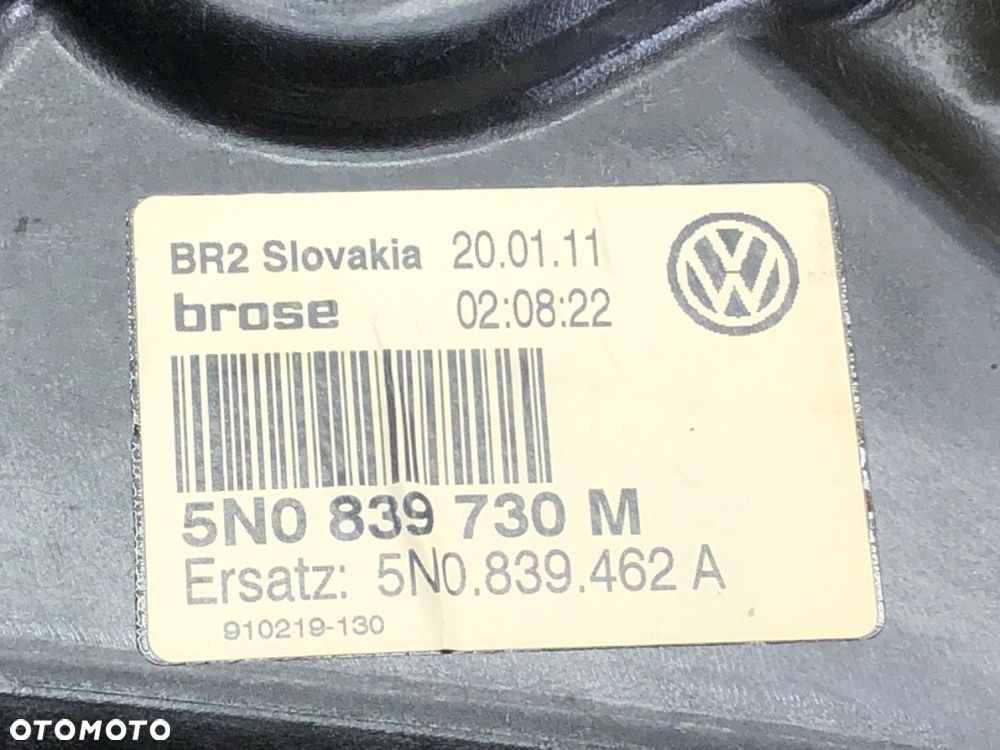 BR2 Slovakia 20.01.11
brose 02:08:22
5N0 839 730 M
Ersatz: 5N0.839.462 A
910219-130
OTOMOTO